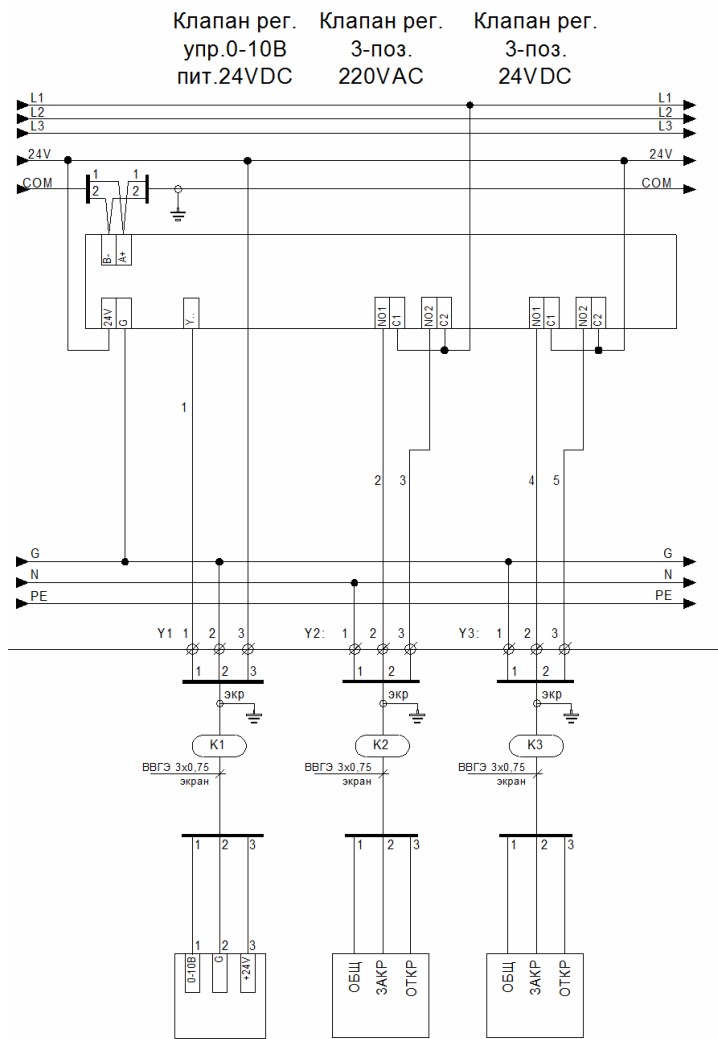 Клапан рег. Клапан рег. Клапан рег.
упр.0-10В 3-поз. 3-поз.
пит.24VDC 220VAC 24VDC
L1 L1
L2 L2
L3 L3
24V 24V
COM 1 1 COM
2 2
B- A+
24V G Y.. NO1 C1 NO2 C2 NO1 C1 NO2 C2
1
2 3 4 5
G G
N N
PE PE
Y1 1 2 3 Y2: 1 2 3 Y3: 1 2 3
1 2 3 1 2 1 2
экр экр экр
K1 K2 K3
ВВГЭ 3х0,75 ВВГЭ 3х0,75 ВВГЭ 3х0,75
экран экран экран
1 2 3 1 2 3 1 2 3
1 2 3
0-10В G +24V ОБЩ ЗАКР ОТКР ОБЩ ЗАКР ОТКР